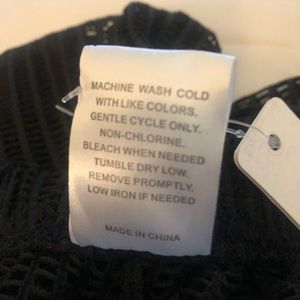 MACHINE WASH COLD
WITH LIKE COLORS.
GENTLE CYCLE ONLY.
NON-CHLORINE.
BLEACH WHEN NEEDED
TUMBLE DRY LOW.
REMOVE PROMPTLY.
LOW IRON IF NEEDED
MADE IN CHINA